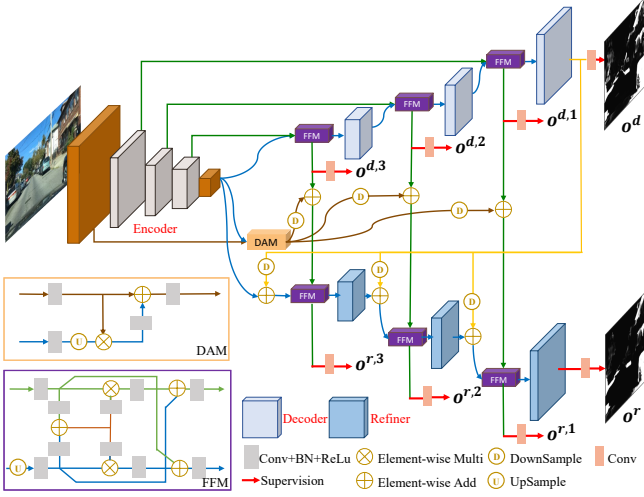 FFM
FFM
FFM
o^d
o^{d,1}
o^{d,2}
o^{d,3}
Encoder
D
D
D
DAM
D
D
D
FFM
FFM
FFM
U
DAM
o^{r,3}
o^{r,2}
o^{r,1}
o^r
U
FFM
Decoder
Refiner
Conv+BN+ReLu
Element-wise Multi
D DownSample
Conv
Supervision
Element-wise Add
U UpSample